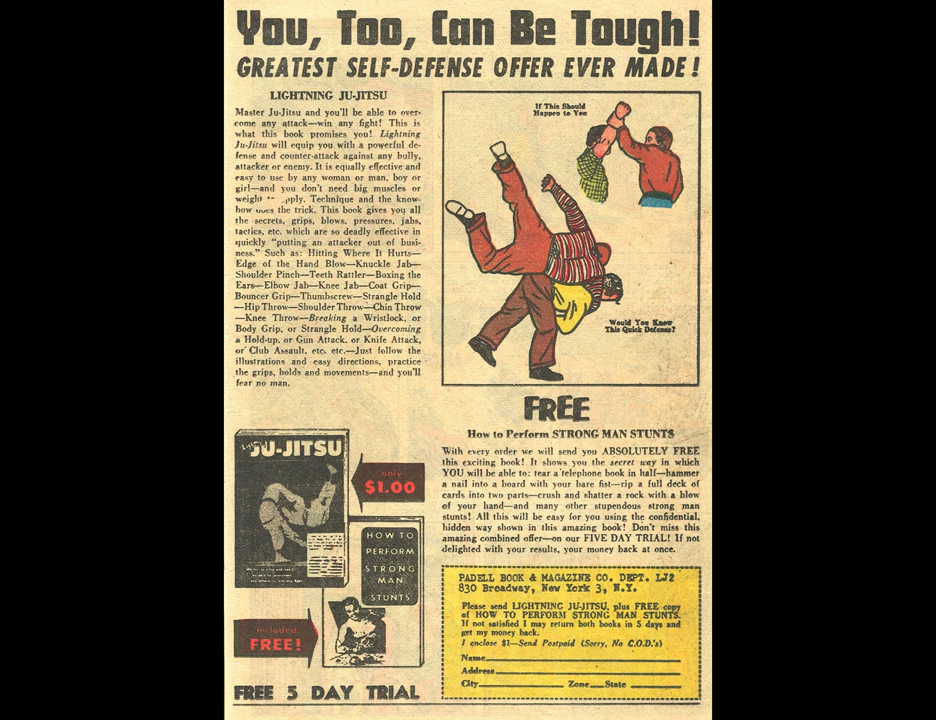 You, Too, Can Be Tough!
GREATEST SELF-DEFENSE OFFER EVER MADE!
LIGHTNING JU-JITSU
Master Ju-Jitsu and you'll be able to over-
come any attack—win any fight! This is
what this book promises you! Lightning
Ju-Jitsu will equip you with a powerful de-
fense and counter-attack against any bully,
attacker or enemy. It is equally effective and
easy to use by any woman or man, boy or
girl—and you don't need big muscles or
weight pply. Technique and the know-
how does the trick. This book gives you all
the secrets, grips, blows, pressures, jabs,
tactics, etc. which are so deadly effective in
quickly "putting an attacker out of busi-
ness." Such as: Hitting Where It Hurts—
Edge of the Hand Blow—Knuckle Jab—
Shoulder Pinch—Teeth Rattler—Boxing the
Ears—Elbow Jab—Knee Jab—Coat Grip—
Bouncer Grip—Thumbscrew—Strangle Hold
—Hip Throw—Shoulder Throw—Chin Throw
—Knee Throw—Breaking a Wristlock, or
Body Grip, or Strangle Hold—Overcoming
a Hold-up, or Gun Attack, or Knife Attack,
or Club Assault, etc. etc.—Just follow the
illustrations and easy directions, practice
the grips, holds and movements—and you'll
fear no man.
If This Should
Happen to You
Would You Know
This Quick Defense?
JU-JITSU
only
$1.00
HOW TO
PERFORM
STRONG
MAN
STUNTS
Included
FREE!
FREE 5 DAY TRIAL
FREE
How to Perform STRONG MAN STUNTS
With every order we will send you ABSOLUTELY FREE
this exciting book! It shows you the secret way in which
YOU will be able to: tear a telephone book in half—hammer
a nail into a board with your bare fist—rip a full deck of
cards into two parts—crush and shatter a rock with a blow
of your hand—and many other stupendous strong man
stunts! All this will be easy for you using the confidential,
hidden way shown in this amazing book! Don't miss this
amazing combined offer—on our FIVE DAY TRIAL! If not
delighted with your results, your money back at once.
PADELL BOOK & MAGAZINE CO. DEPT. LJ2
830 Broadway, New York 3, N.Y.
Please send LIGHTNING JU-JITSU, plus FREE copy
of HOW TO PERFORM STRONG MAN STUNTS.
If not satisfied I may return both books in 5 days and
get my money back.
I enclose $1—Send Postpaid (Sorry, No C.O.D.'s)
Name
Address
City Zone State